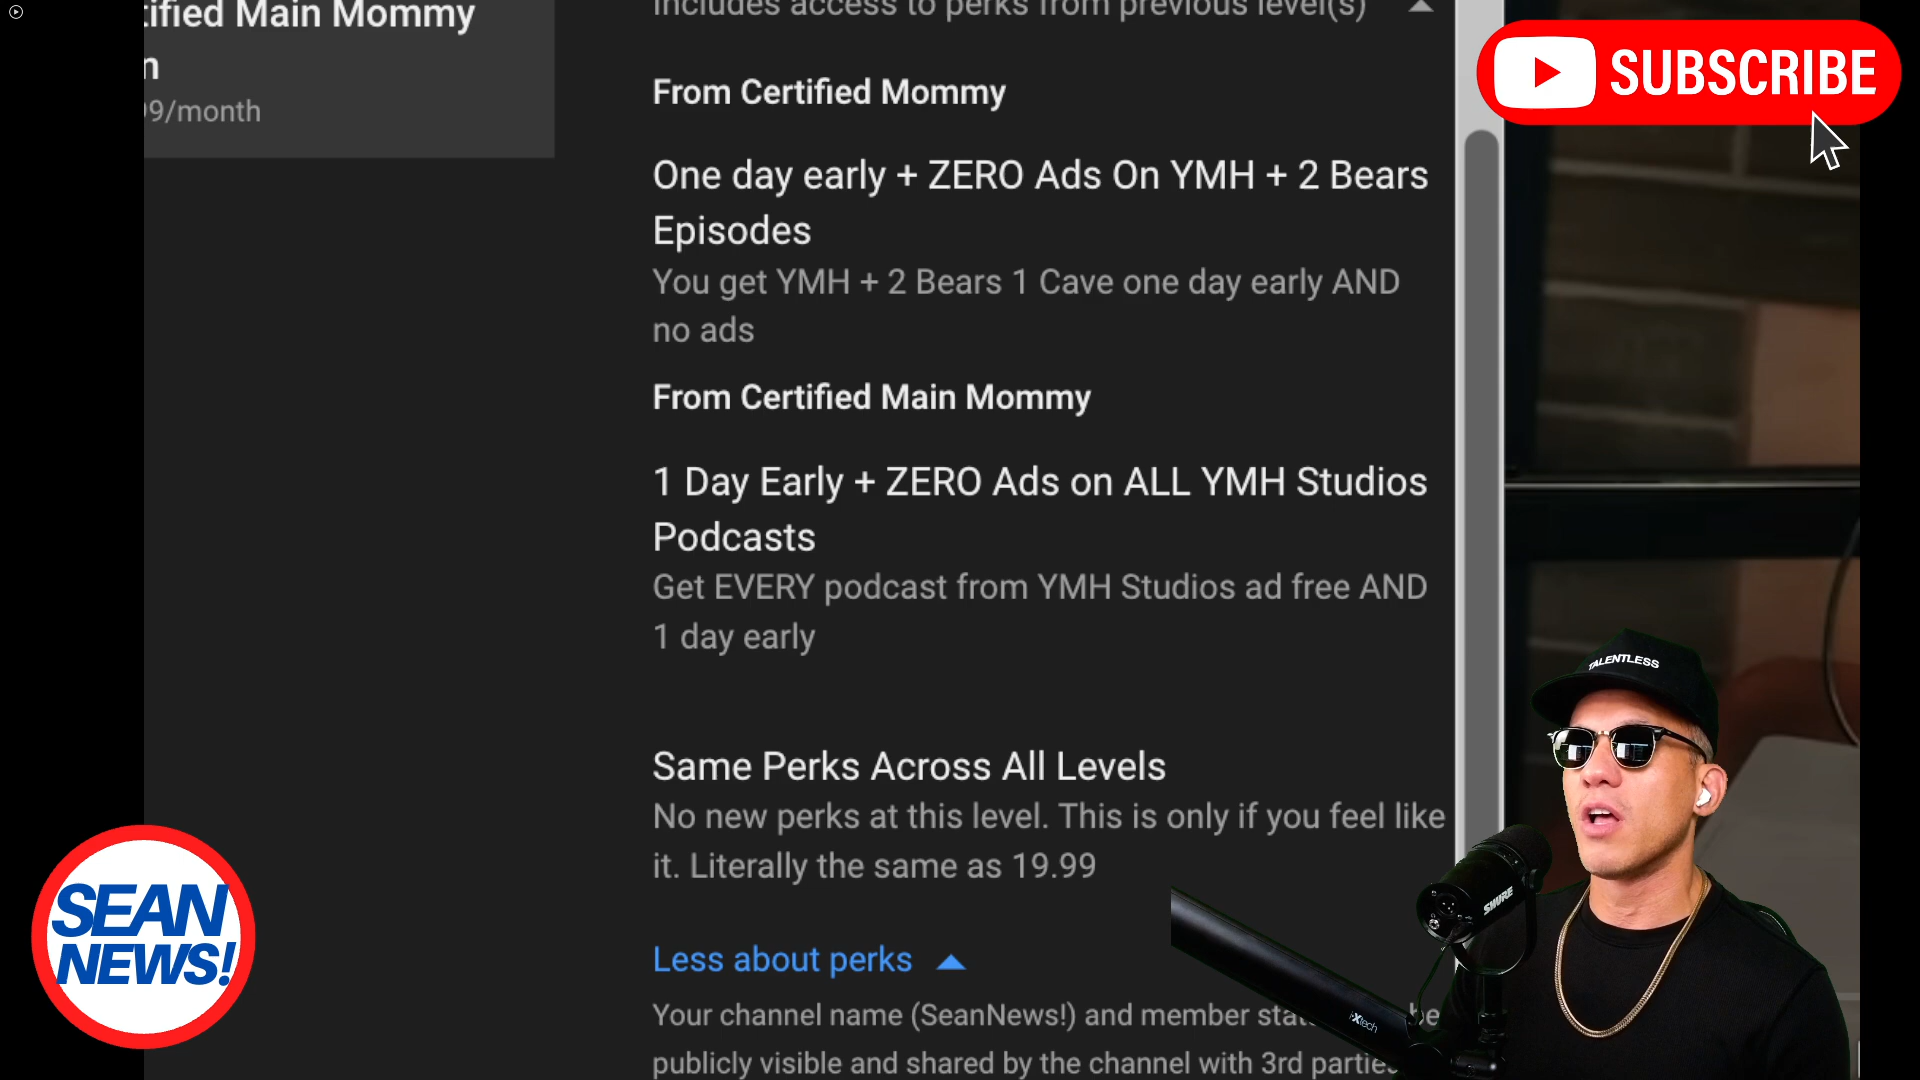 tified Main Mommy
n
9/month
Includes access to perks from previous level(s)
From Certified Mommy
One day early + ZERO Ads On YMH + 2 Bears
Episodes
You get YMH + 2 Bears 1 Cave one day early AND
no ads
From Certified Main Mommy
1 Day Early + ZERO Ads on ALL YMH Studios
Podcasts
Get EVERY podcast from YMH Studios ad free AND
1 day early
Same Perks Across All Levels
No new perks at this level. This is only if you feel like
it. Literally the same as 19.99
Less about perks
Your channel name (SeanNews!) and member be
publicly visible and shared by the channel with 3rd
SUBSCRIBE
TALENTLESS
SHURE
SEAN
NEWS!